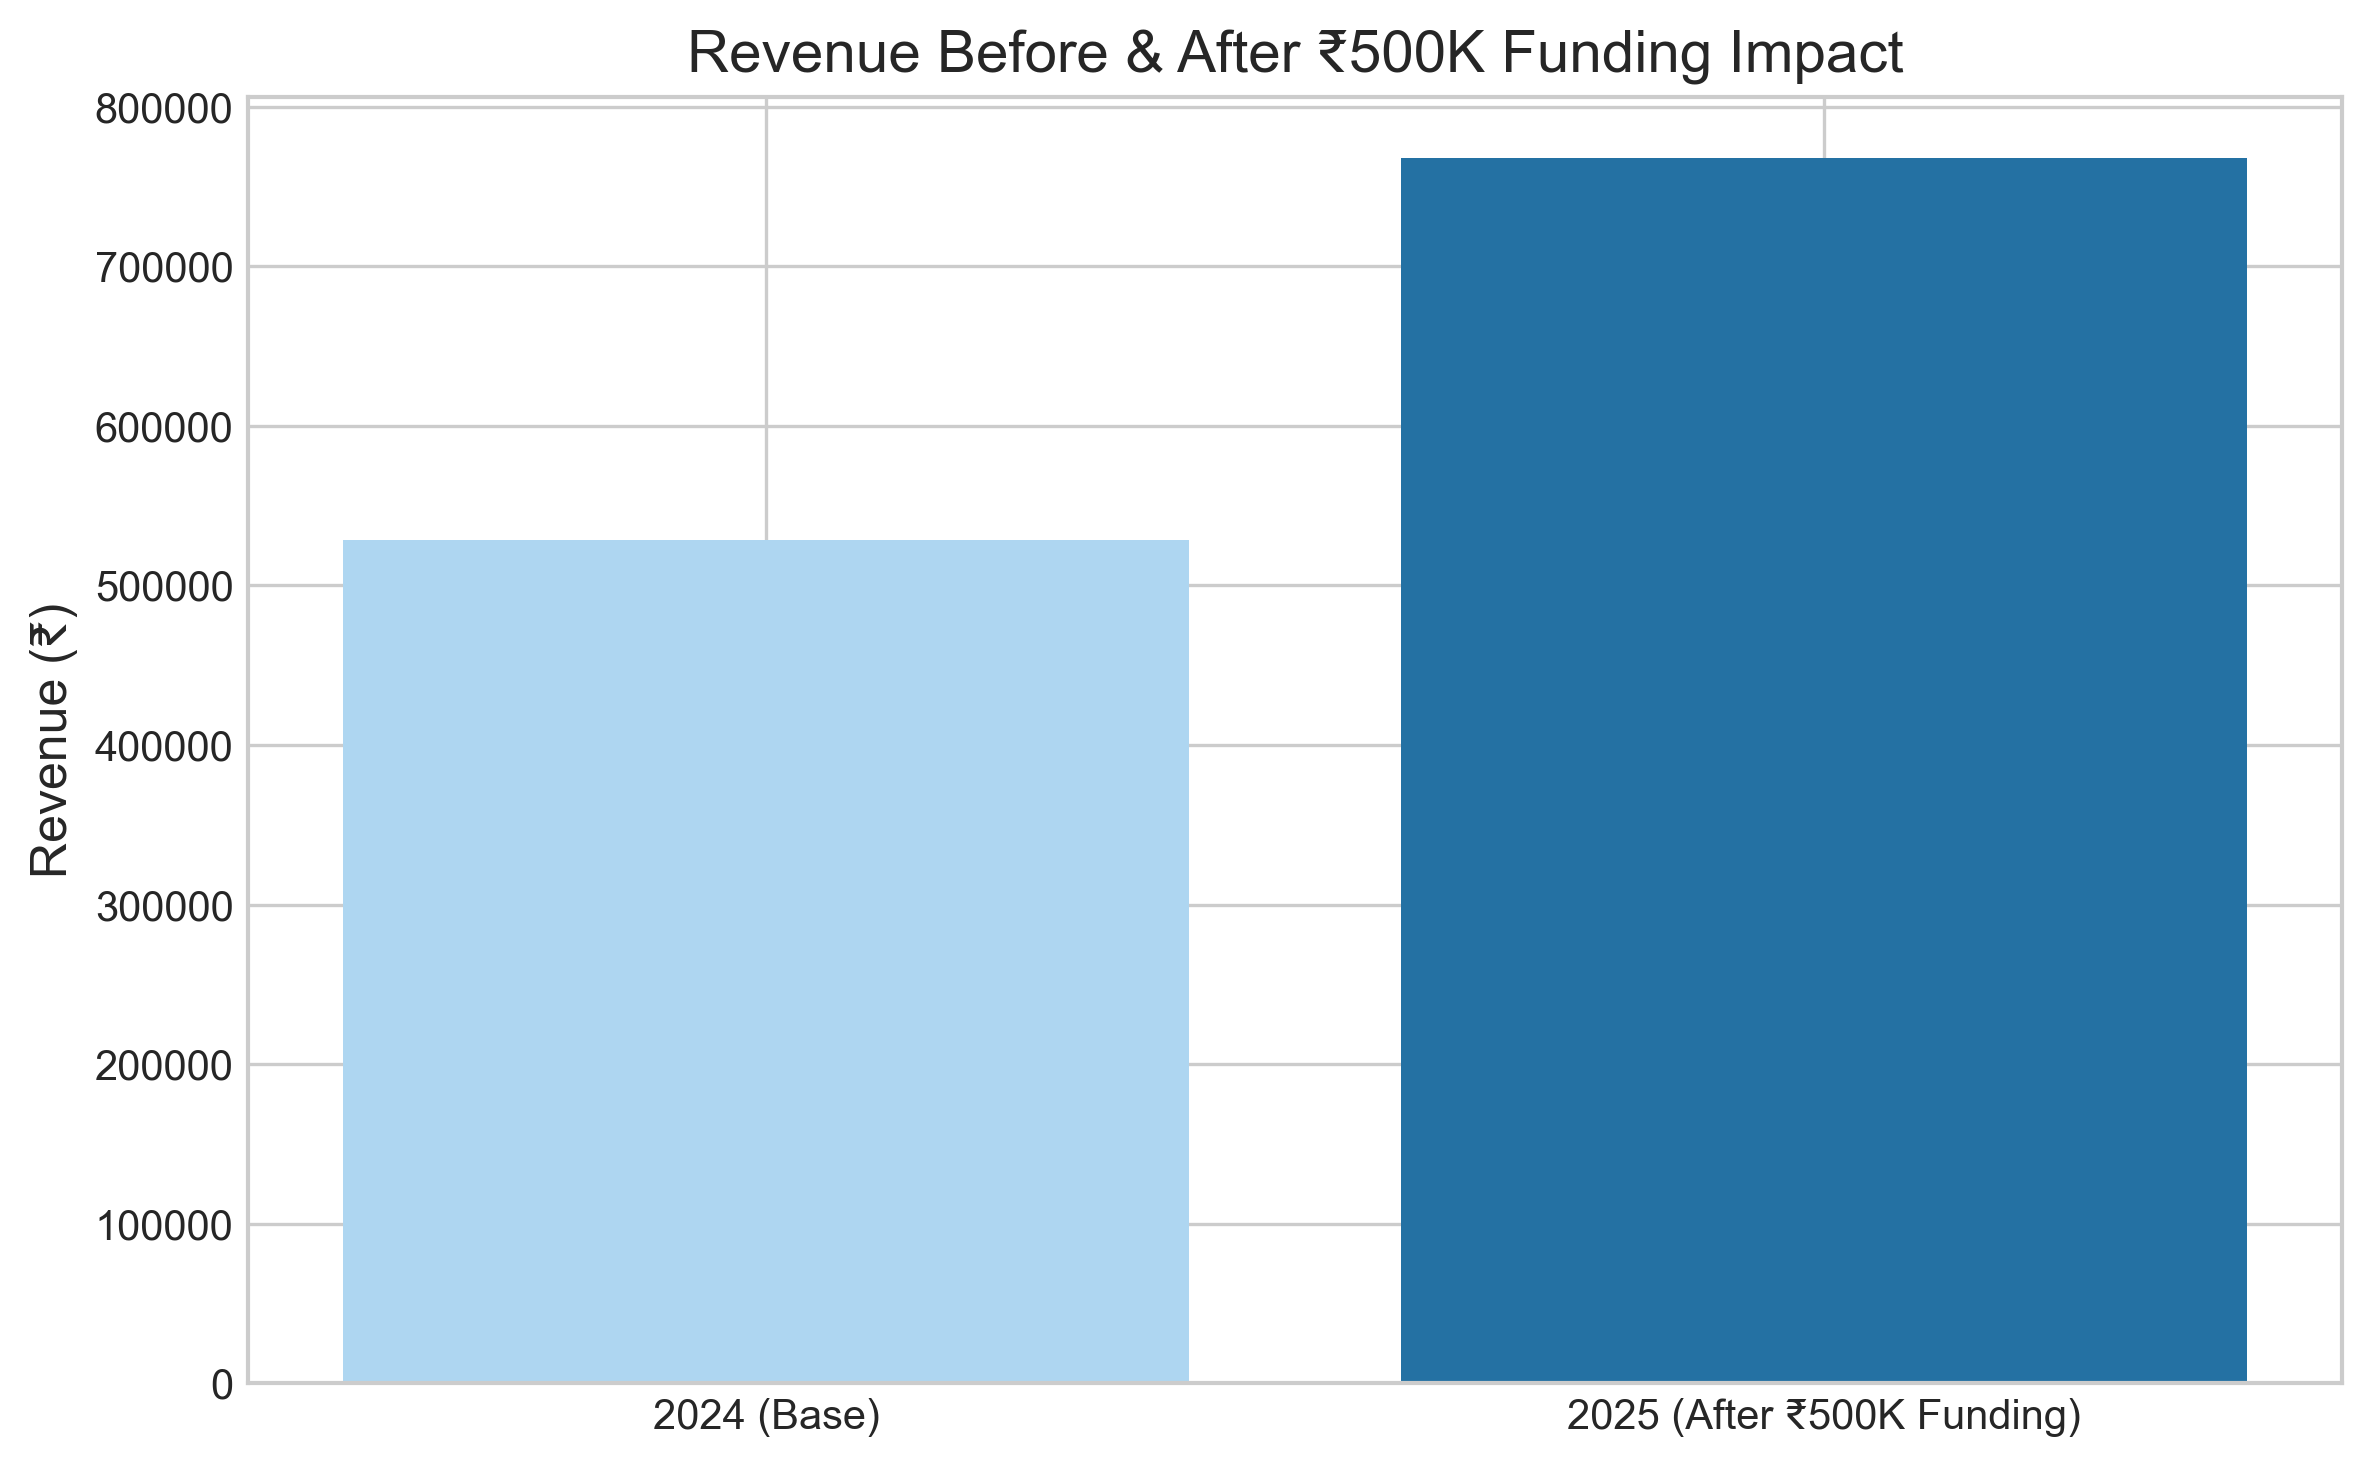 Revenue Before & After ₹500K Funding Impact
800000
700000
600000
500000
400000
300000
200000
100000
0
Revenue (₹)
2024 (Base)
2025 (After ₹500K Funding)